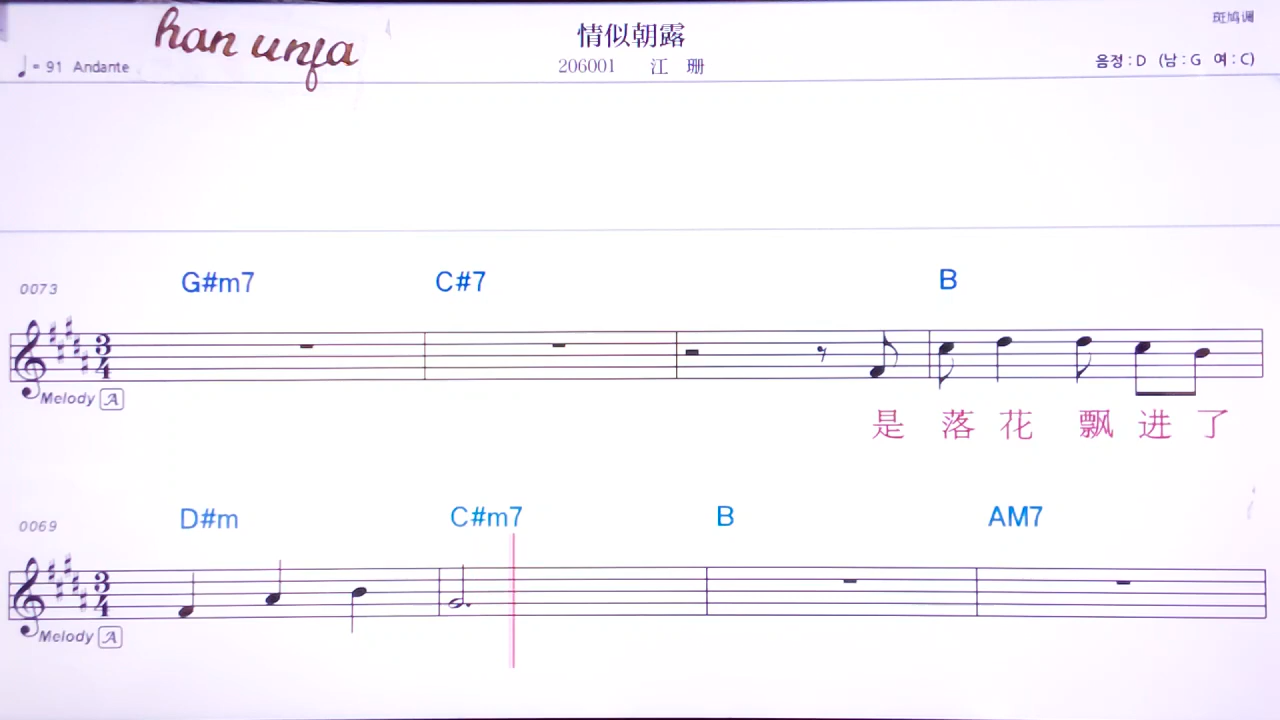 han unja
情似朝露
斑鸠调
♩= 91 Andante
206001 江 珊
음정 : D (남 : G 여 : C)
0073
G#m7 C#7 B
3
4
Melody A
是 落 花 飘 进 了
0069
D#m C#m7 B AM7
3
4
Melody A